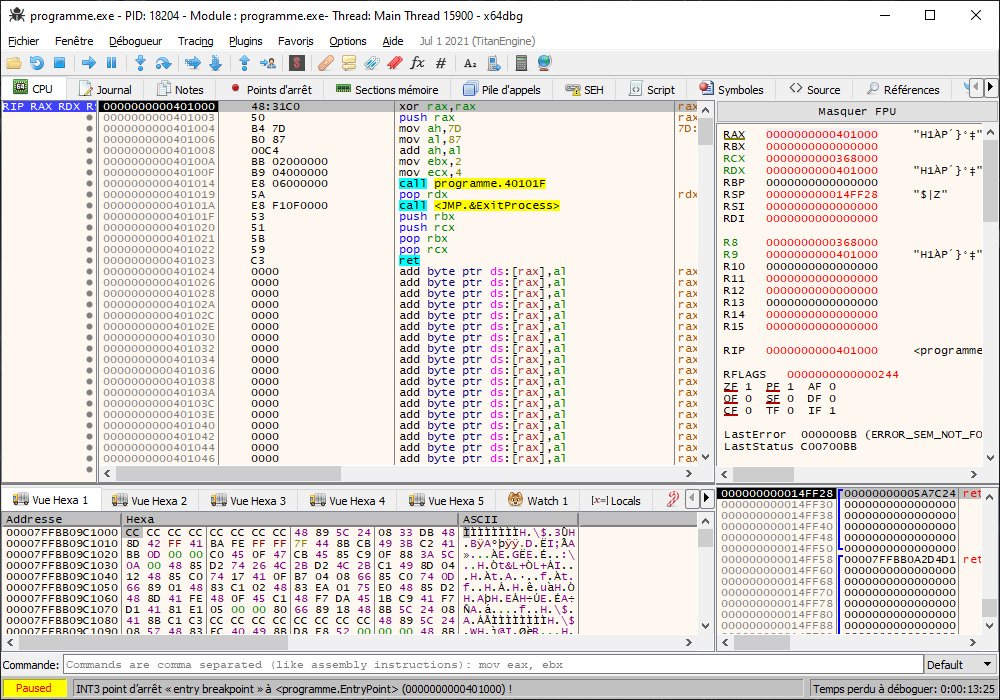 programme.exe - PID: 18204 - Module : programme.exe- Thread: Main Thread 15900 - x64dbg
Fichier Fenêtre Débogueur Tracing Plugins Favoris Options Aide Jul 1 2021 (TitanEngine)
CPU Journal Notes Points d'arrêt Sections mémoire Pile d'appels SEH Script Symboles Source Références
RIP RAX RDX R9
0000000000401000 48:31C0 xor rax,rax rax
0000000000401003 50 push rax rax
0000000000401004 B4 7D mov ah,7D 7D:
0000000000401006 B0 87 mov al,87
0000000000401008 00C4 add ah,al
000000000040100A BB 02000000 mov ebx,2
000000000040100F B9 04000000 mov ecx,4
0000000000401014 E8 06000000 call programme.40101F
0000000000401019 5A pop rdx rdx
000000000040101A E8 F10F0000 call <JMP.&ExitProcess>
000000000040101F 53 push rbx
0000000000401020 51 push rcx
0000000000401021 5B pop rbx
0000000000401022 59 pop rcx
0000000000401023 C3 ret
0000000000401024 0000 add byte ptr ds:[rax],al rax
0000000000401026 0000 add byte ptr ds:[rax],al rax
0000000000401028 0000 add byte ptr ds:[rax],al rax
000000000040102A 0000 add byte ptr ds:[rax],al rax
000000000040102C 0000 add byte ptr ds:[rax],al rax
000000000040102E 0000 add byte ptr ds:[rax],al rax
0000000000401030 0000 add byte ptr ds:[rax],al rax
0000000000401032 0000 add byte ptr ds:[rax],al rax
0000000000401034 0000 add byte ptr ds:[rax],al rax
0000000000401036 0000 add byte ptr ds:[rax],al rax
0000000000401038 0000 add byte ptr ds:[rax],al rax
000000000040103A 0000 add byte ptr ds:[rax],al rax
000000000040103C 0000 add byte ptr ds:[rax],al rax
000000000040103E 0000 add byte ptr ds:[rax],al rax
0000000000401040 0000 add byte ptr ds:[rax],al rax
0000000000401042 0000 add byte ptr ds:[rax],al rax
0000000000401044 0000 add byte ptr ds:[rax],al rax
0000000000401046 0000 add byte ptr ds:[rax],al rax
Masquer FPU
RAX 0000000000401000 "H1ÀP´}°‡"
RBX 0000000000000000
RCX 0000000000368000
RDX 0000000000401000 "H1ÀP´}°‡"
RBP 0000000000000000
RSP 000000000014FF28 "$|Z"
RSI 0000000000000000
RDI 0000000000000000
R8 0000000000368000
R9 0000000000401000 "H1ÀP´}°‡"
R10 0000000000000000
R11 0000000000000000
R12 0000000000000000
R13 0000000000000000
R14 0000000000000000
R15 0000000000000000
RIP 0000000000401000 <programme
RFLAGS 0000000000000244
ZF 1 PF 1 AF 0
OF 0 SF 0 DF 0
CF 0 TF 0 IF 1
LastError 000000BB (ERROR_SEM_NOT_FO
LastStatus C00700BB
Vue Hexa 1 Vue Hexa 2 Vue Hexa 3 Vue Hexa 4 Vue Hexa 5 Watch 1 [x=] Locals
Adresse Hexa ASCII
00007FFBB09C1000 CC CC CC CC CC CC CC CC 48 89 5C 24 08 33 DB 48 ÌÌÌÌÌÌÌÌH.\$.3ÛH
00007FFBB09C1010 8D 42 FF 41 BA FE FF FF 7F 44 8B CB 49 3B C2 41 .BÿAºþÿÿ.D.ËI;ÂA
00007FFBB09C1020 BB 0D 00 00 C0 45 0F 47 CB 45 85 C9 0F 88 3A 5C »...ÀE.GËE.É..:\
00007FFBB09C1030 0A 00 48 85 D2 74 26 4C 2B D2 4C 2B C1 49 8D 04 ..H.Òt&L+ÒL+ÁI..
00007FFBB09C1040 12 48 85 C0 74 17 41 0F B7 04 08 66 85 C0 74 0D .H.Àt.A.·..f.Àt.
00007FFBB09C1050 66 89 01 48 83 C1 02 48 83 EA 01 75 E0 48 85 D2 f..H.Á.H.ê.uàH.Ò
00007FFBB09C1060 48 8D 41 FE 48 0F 45 C1 48 F7 DA 45 1B C9 41 F7 H.AþH.EÁH÷ÚE.ÉA÷
00007FFBB09C1070 D1 41 81 E1 05 00 00 80 66 89 18 48 8B 5C 24 08 ÑA.á....f..H.\$.
00007FFBB09C1080 41 8B C1 C3 CC CC CC CC CC CC CC CC 48 89 5C 24 A.ÁÃÌÌÌÌÌÌÌÌH.\$
00007FFBB09C1090 08 57 48 83 EC 40 49 8B D8 E8 52 00 00 00 48 8B .WH.ì@I.ØèR...H.
000000000014FF28 00000000005A7C24 ret
000000000014FF30 0000000000000000
000000000014FF38 0000000000000000
000000000014FF40 0000000000000000
000000000014FF48 0000000000000000
000000000014FF50 0000000000000000
000000000014FF58 00007FFBB0A2D4D1 ret
000000000014FF60 0000000000000000
000000000014FF68 0000000000000000
000000000014FF70 0000000000000000
000000000014FF78 0000000000000000
000000000014FF80 0000000000000000
000000000014FF88 0000000000000000
Commande: Commands are comma separated (like assembly instructions): mov eax, ebx Default
Paused INT3 point d'arrêt « entry breakpoint » à <programme.EntryPoint> (0000000000401000) ! Temps perdu à déboguer: 0:00:13:25